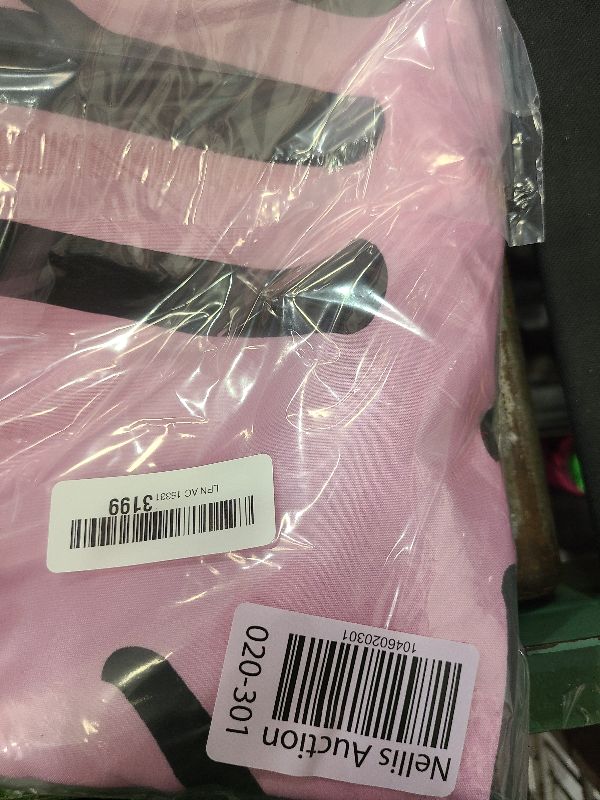 LPN AC 15331 3199
Nellis Auction
1046020301
020-301